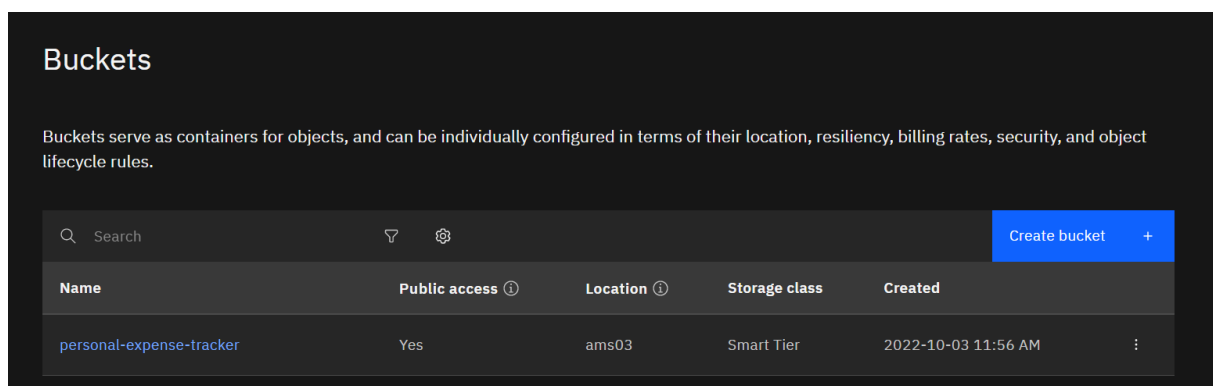 Buckets
Buckets serve as containers for objects, and can be individually configured in terms of their location, resiliency, billing rates, security, and object
lifecycle rules.
Search Create bucket +
Name Public access Location Storage class Created
personal-expense-tracker Yes ams03 Smart Tier 2022-10-03 11:56 AM